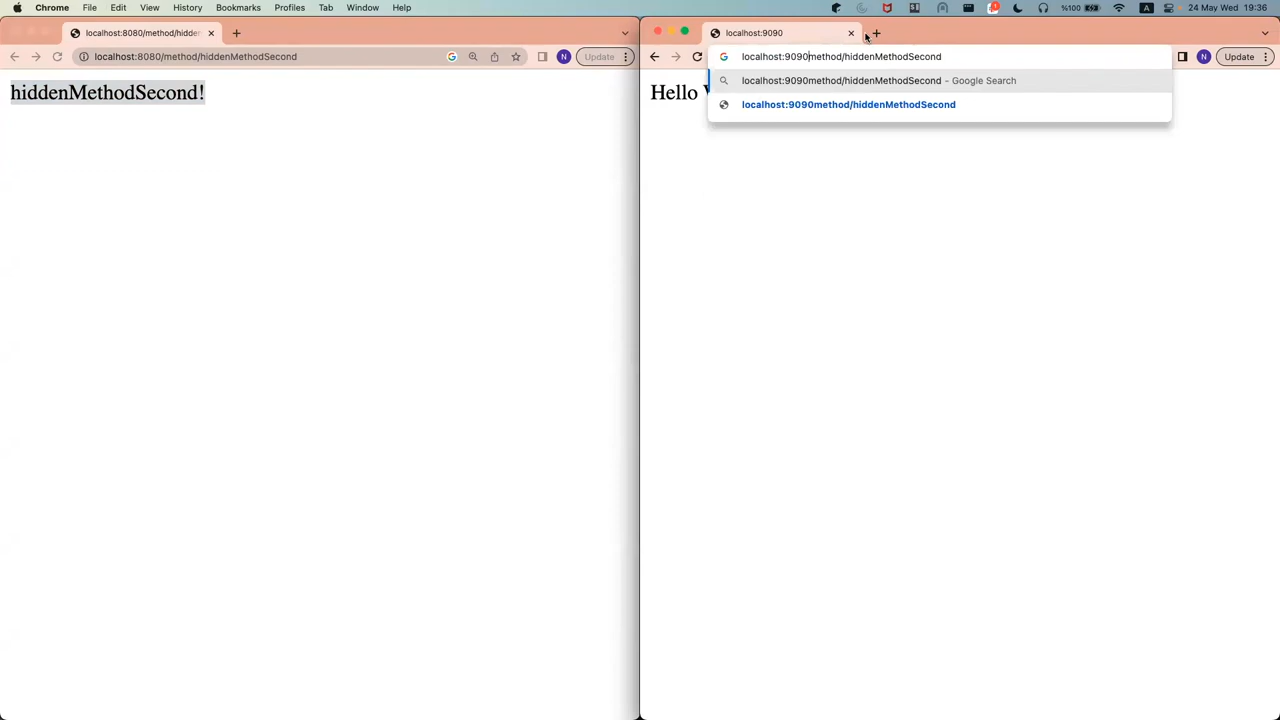 Chrome File Edit View History Bookmarks Profiles Tab Window Help
%100 A 24 May Wed 19:36
localhost:8080/method/hidden
localhost:8080/method/hiddenMethodSecond
Update
hiddenMethodSecond!
localhost:9090
localhost:9090method/hiddenMethodSecond
N Update
localhost:9090method/hiddenMethodSecond - Google Search
localhost:9090method/hiddenMethodSecond
Hello